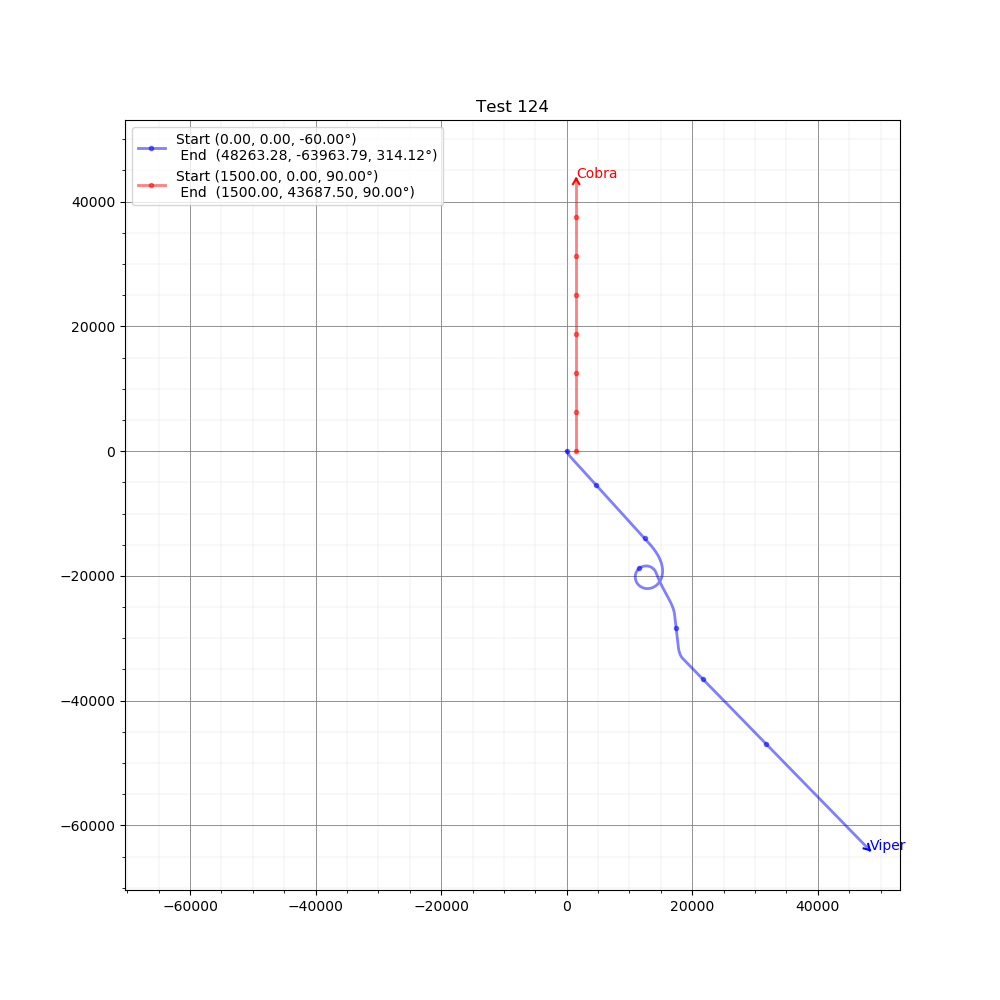 Test 124
Start (0.00, 0.00, -60.00°)
End  (48263.28, -63963.79, 314.12°)
Start (1500.00, 0.00, 90.00°)
End  (1500.00, 43687.50, 90.00°)
Cobra
40000
20000
0
−20000
−40000
−60000
Viper
−60000
−40000
−20000
0
20000
40000